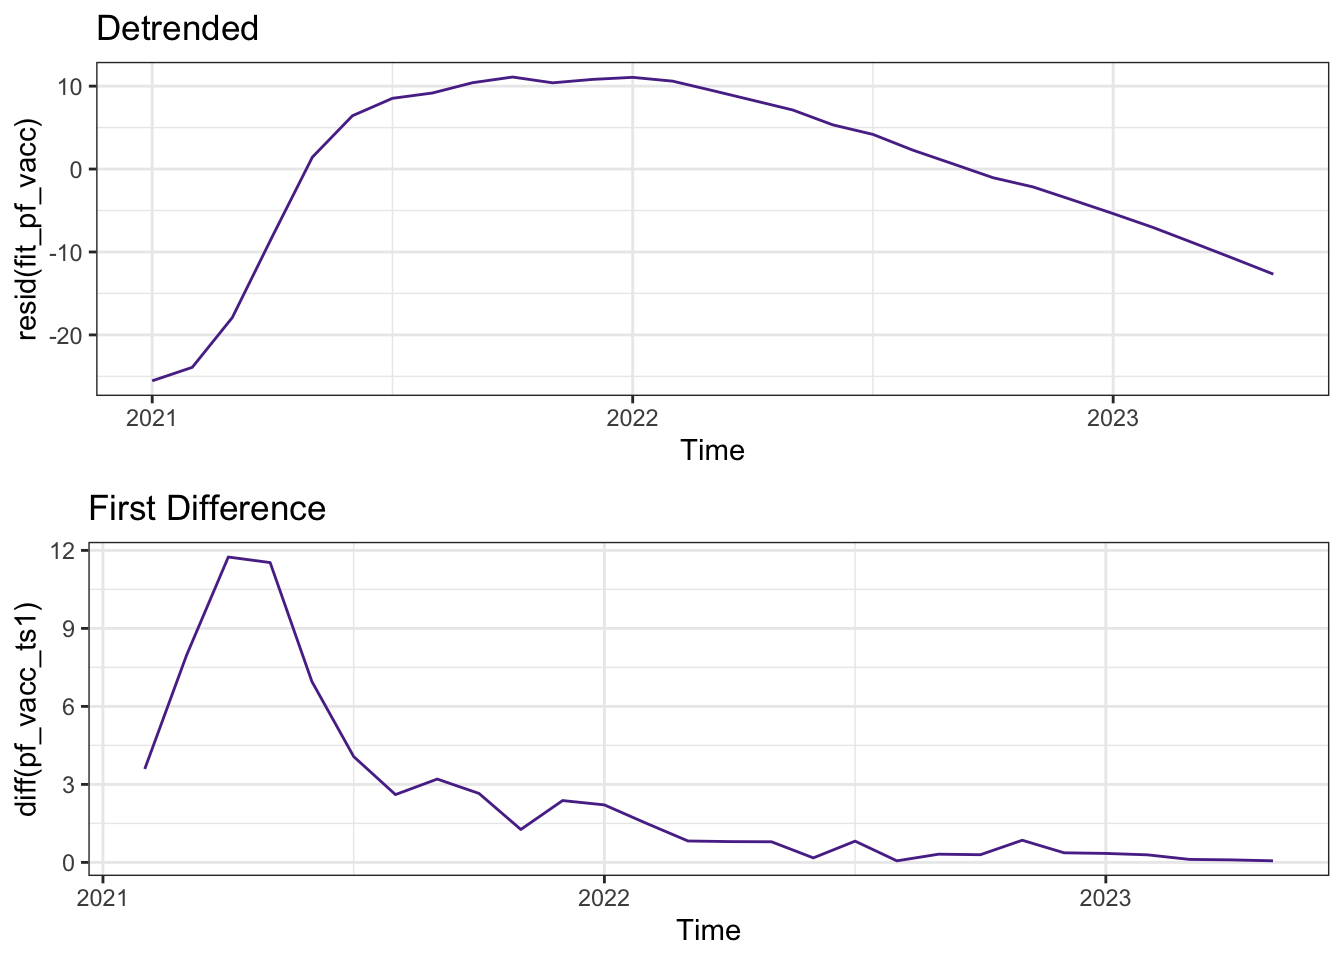 Detrended
resid(fit_pf_vacc)
10
0
-10
-20
2021
2022
2023
Time
First Difference
diff(pf_vacc_ts1)
12
9
6
3
0
2021
2022
2023
Time